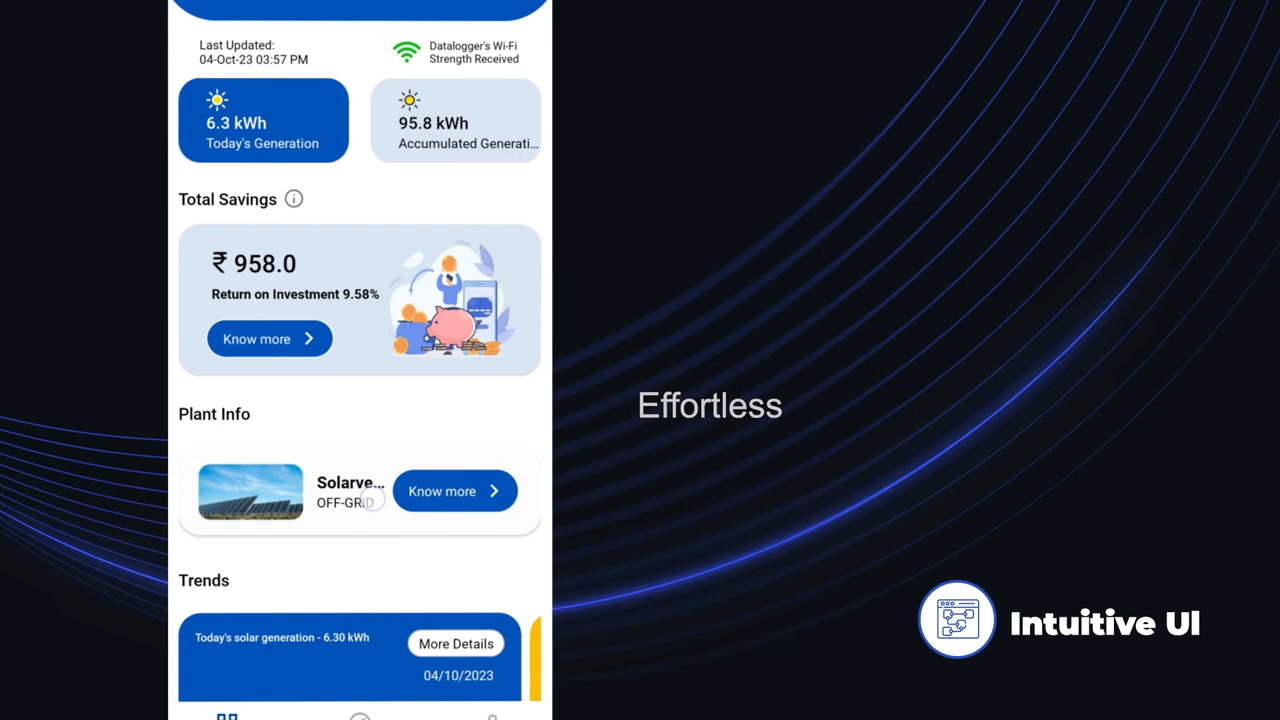 Last Updated:
04-Oct-23 03:57 PM
Datalogger's Wi-Fi
Strength Received
6.3 kWh
Today's Generation
95.8 kWh
Accumulated Generati...
Total Savings
₹ 958.0
Return on Investment 9.58%
Know more
Plant Info
Solarve...
OFF-GRID
Know more
Effortless
Trends
Today's solar generation - 6.30 kWh
More Details
04/10/2023
Intuitive UI